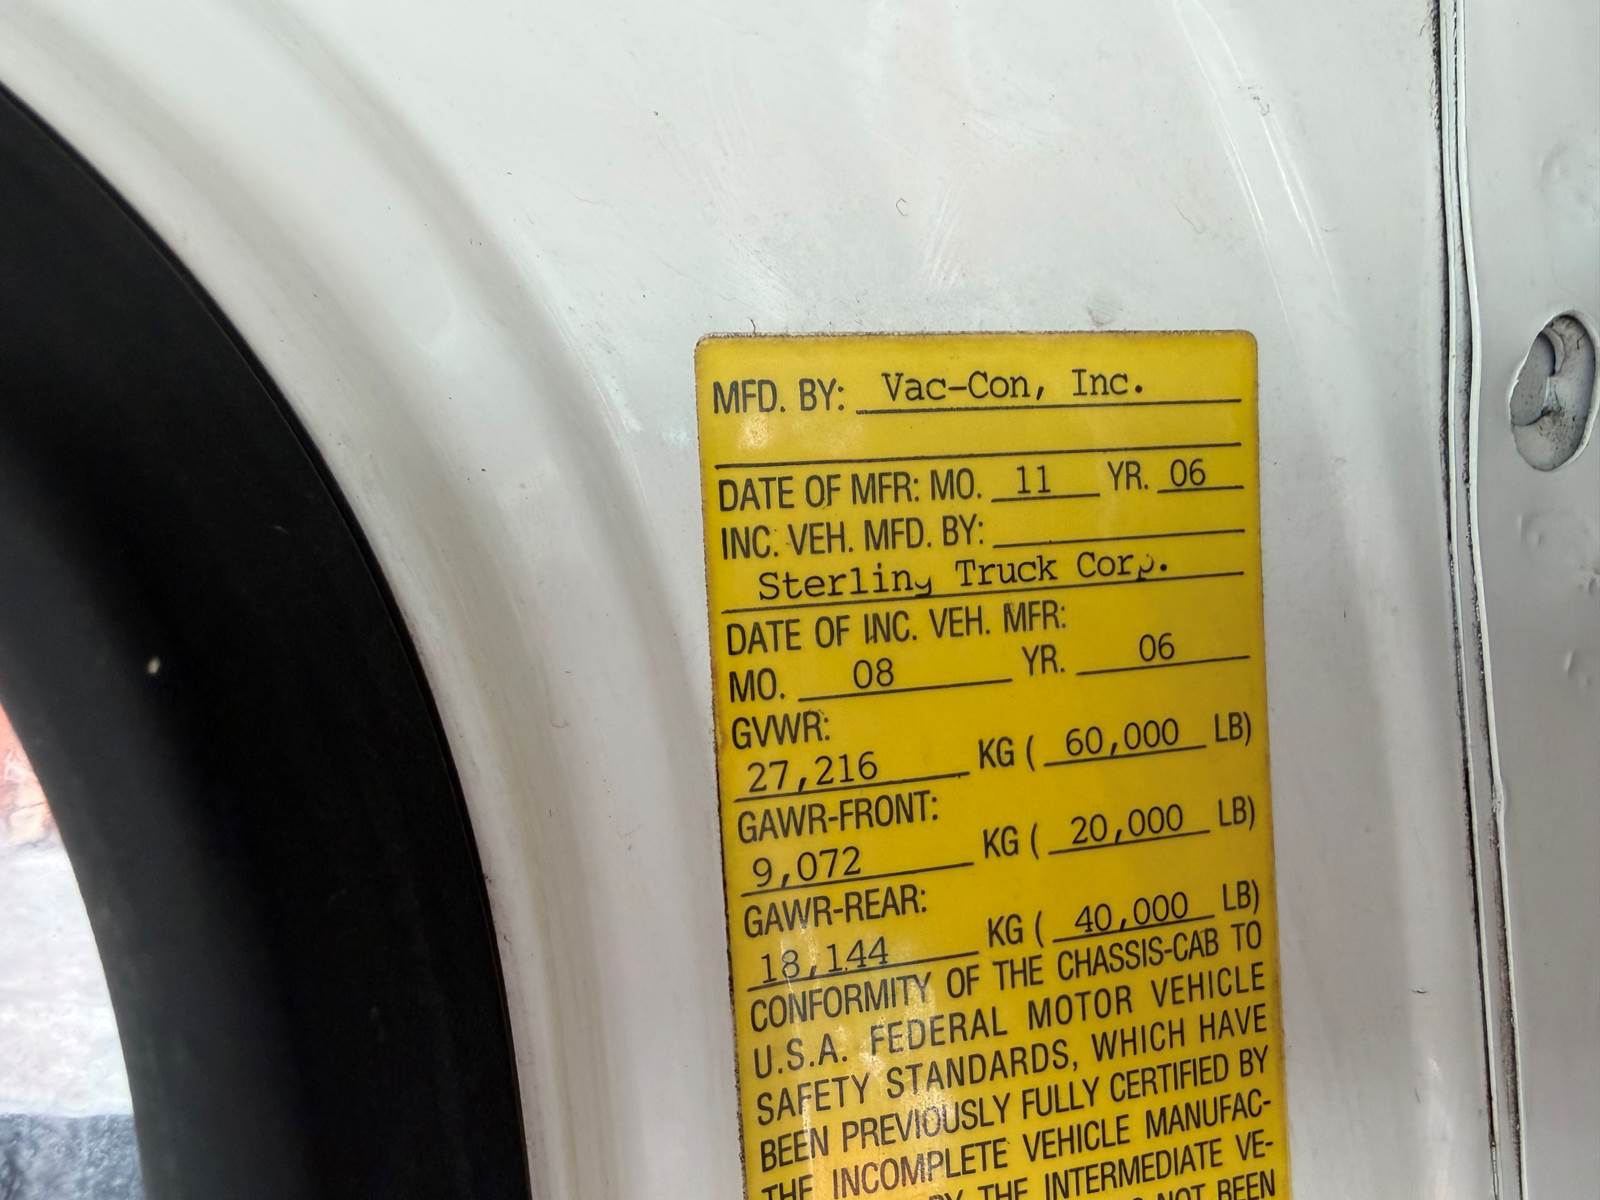 MFD. BY: Vac-Con, Inc.
DATE OF MFR: MO. 11 YR. 06
INC. VEH. MFD. BY:
Sterling Truck Corp.
DATE OF INC. VEH. MFR:
MO. 08 YR. 06
GVWR:
27,216 KG ( 60,000 LB)
GAWR-FRONT:
9,072 KG ( 20,000 LB)
GAWR-REAR:
18,144 KG ( 40,000 LB)
CONFORMITY OF THE CHASSIS-CAB TO
U.S.A. FEDERAL MOTOR VEHICLE
SAFETY STANDARDS, WHICH HAVE
BEEN PREVIOUSLY FULLY CERTIFIED BY
THE INCOMPLETE VEHICLE MANUFAC-
BY THE INTERMEDIATE VE-
NOT BEEN